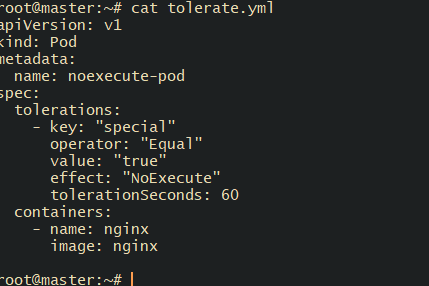 root@master:~# cat tolerate.yml
apiVersion: v1
kind: Pod
metadata:
  name: noexecute-pod
spec:
  tolerations:
    - key: "special"
      operator: "Equal"
      value: "true"
      effect: "NoExecute"
      tolerationSeconds: 60
  containers:
    - name: nginx
      image: nginx

root@master:~#